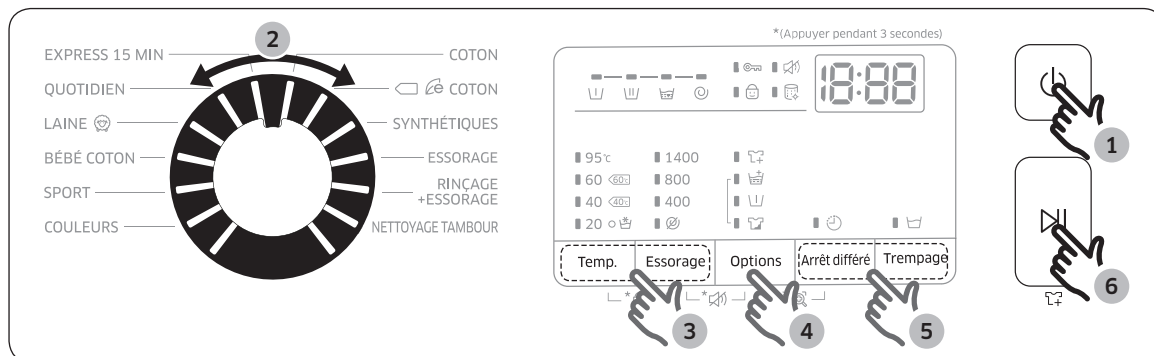 *(Appuyer pendant 3 secondes)
2
EXPRESS 15 MIN
QUOTIDIEN
LAINE
BÉBÉ COTON
SPORT
COULEURS
COTON
é COTON
SYNTHÉTIQUES
ESSORAGE
RINÇAGE
+ESSORAGE
NETTOYAGE TAMBOUR
18:88
95℃ 1400
60 60℃ 800
40 40℃ 400
20
Temp. Essorage Options Arrêt différé Trempage
* *
3 4 5
1
6